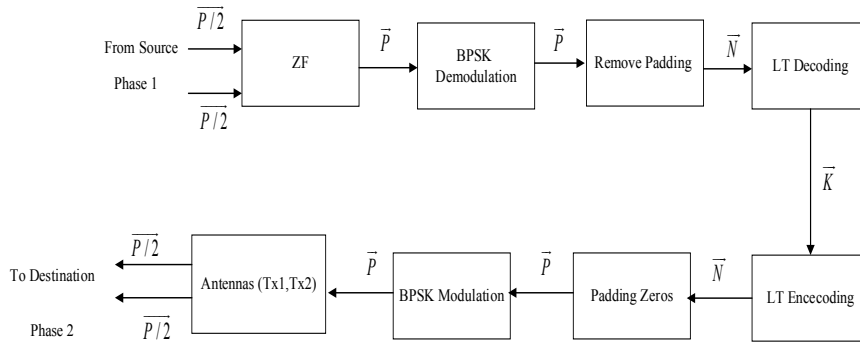 P/2
From Source
Phase 1
P/2
ZF
P
BPSK
Demodulation
P
Remove Padding
N
LT Decoding
K
LT Encecoding
N
Padding Zeros
P
BPSK Modulation
P
Antennas (Tx1,Tx2)
P/2
To Destination
P/2
Phase 2